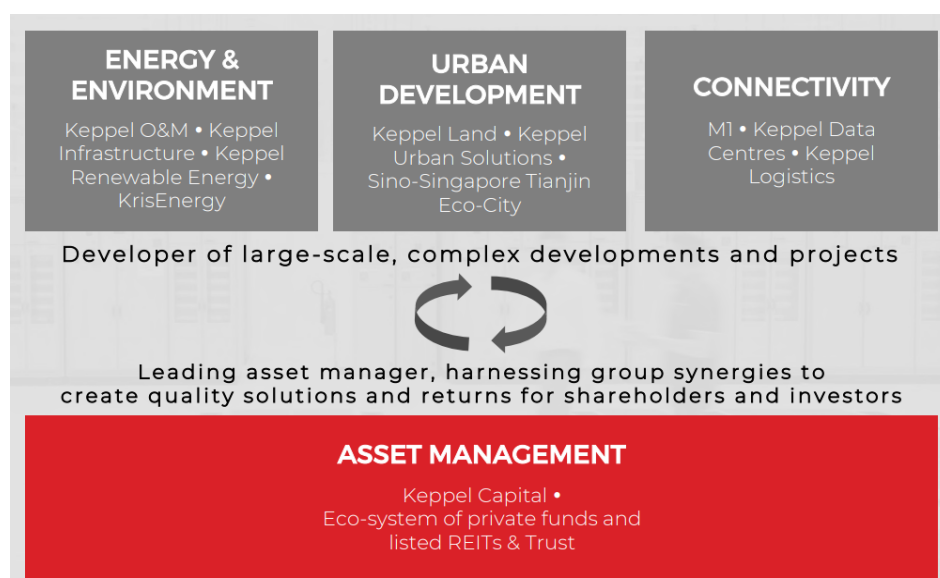 ENERGY &
ENVIRONMENT
Keppel O&M • Keppel
Infrastructure • Keppel
Renewable Energy •
KrisEnergy
URBAN
DEVELOPMENT
Keppel Land • Keppel
Urban Solutions •
Sino-Singapore Tianjin
Eco-City
CONNECTIVITY
M1 • Keppel Data
Centres • Keppel
Logistics
Developer of large-scale, complex developments and projects
Leading asset manager, harnessing group synergies to
create quality solutions and returns for shareholders and investors
ASSET MANAGEMENT
Keppel Capital •
Eco-system of private funds and
listed REITs & Trust